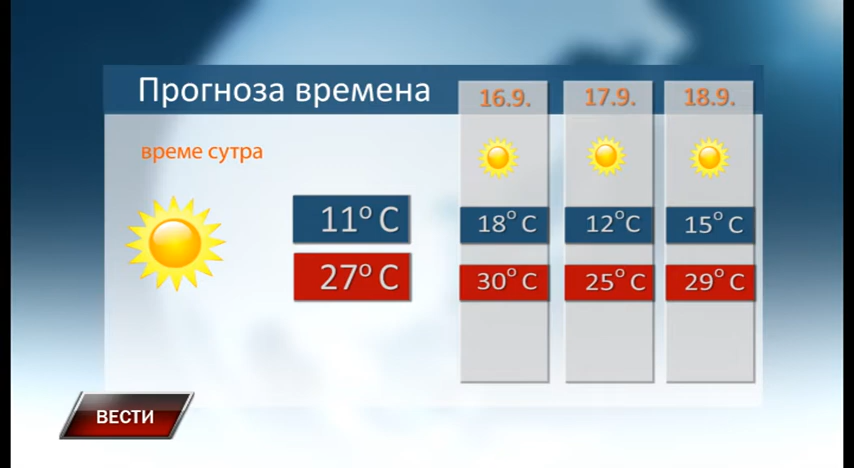 Прогноза времена
време сутра
11° C
27° C
16.9.
17.9.
18.9.
18° C
12°C
15° C
30° C
25° C
29° C
ВЕСТИ